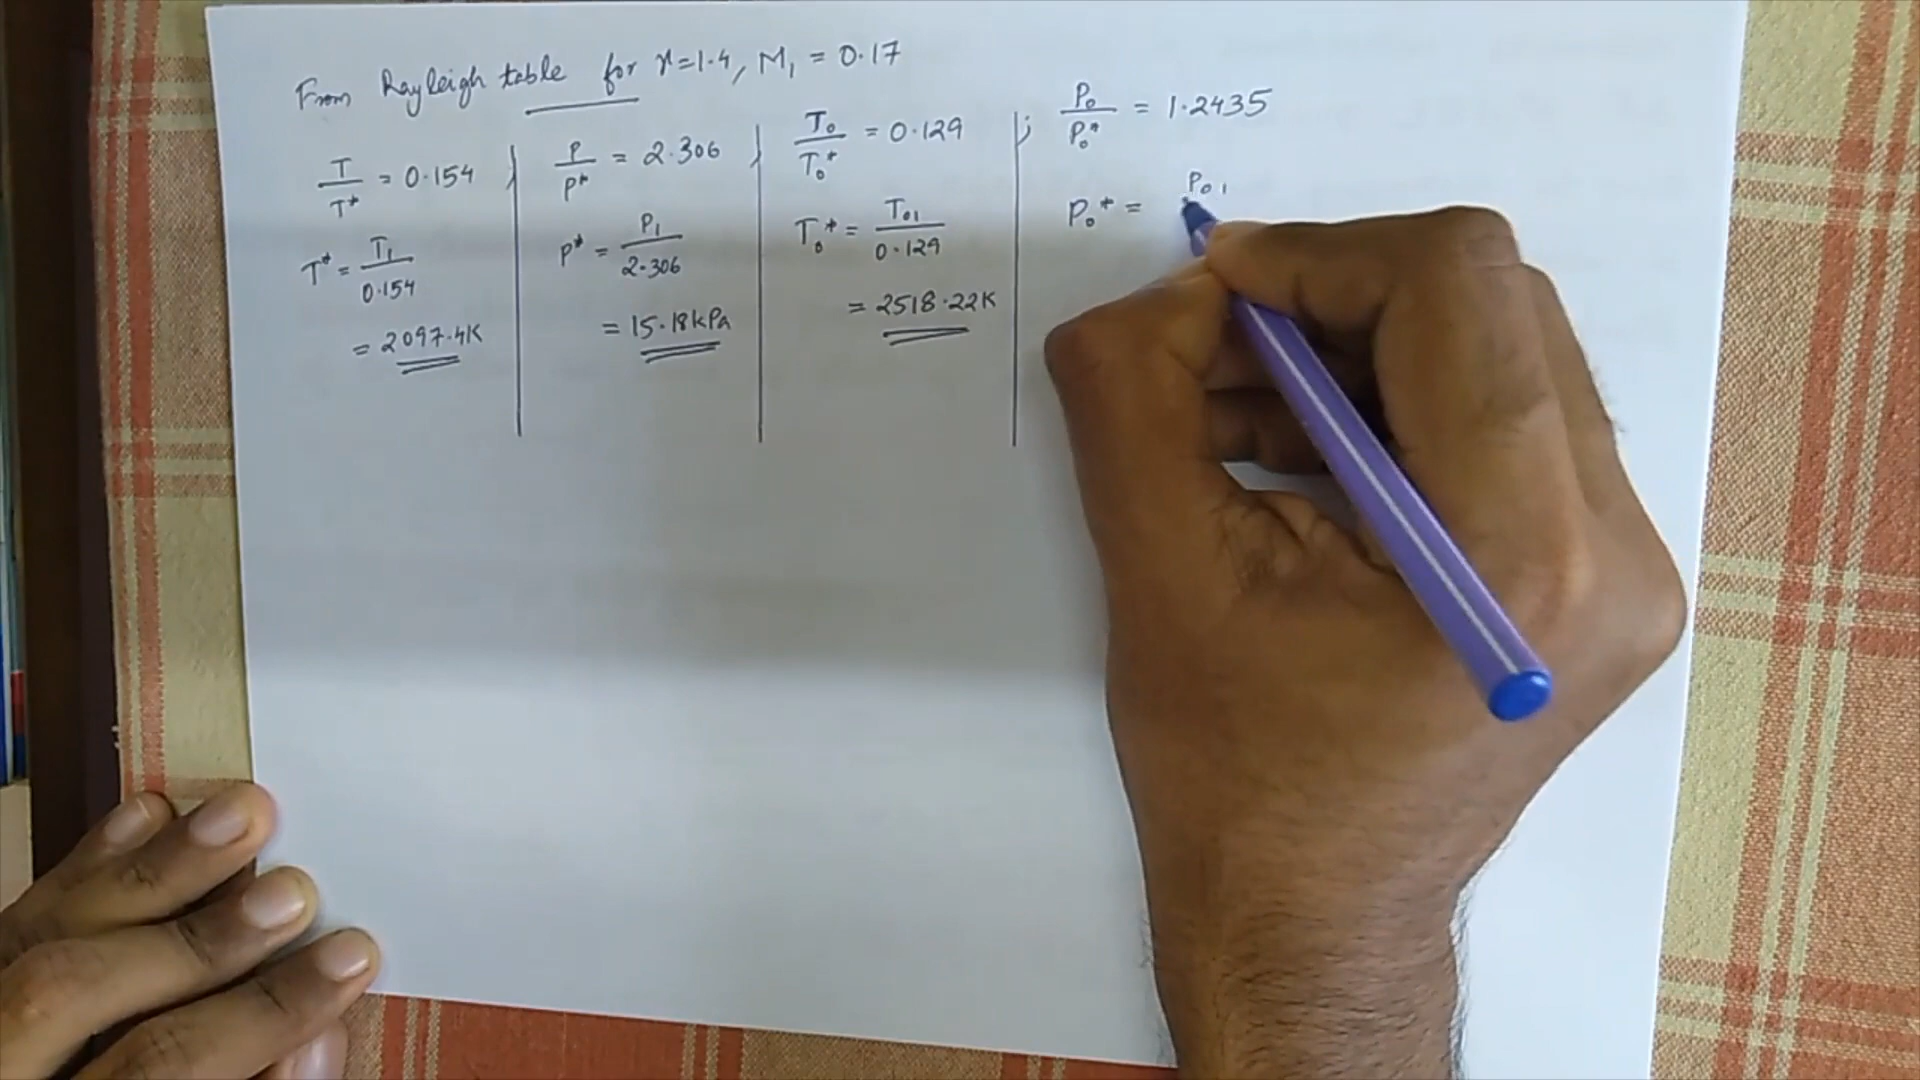 From Rayleigh table for γ=1.4, M₁ = 0.17
T/T* = 0.154 ; P/P* = 2.306 ; T₀/T₀* = 0.129 ; P₀/P₀* = 1.2435
T* = T₁/0.154
= 2097.4K
P* = P₁/2.306
= 15.18kPa
T₀* = T₀₁/0.129
= 2518.22K
P₀* = P₀₁